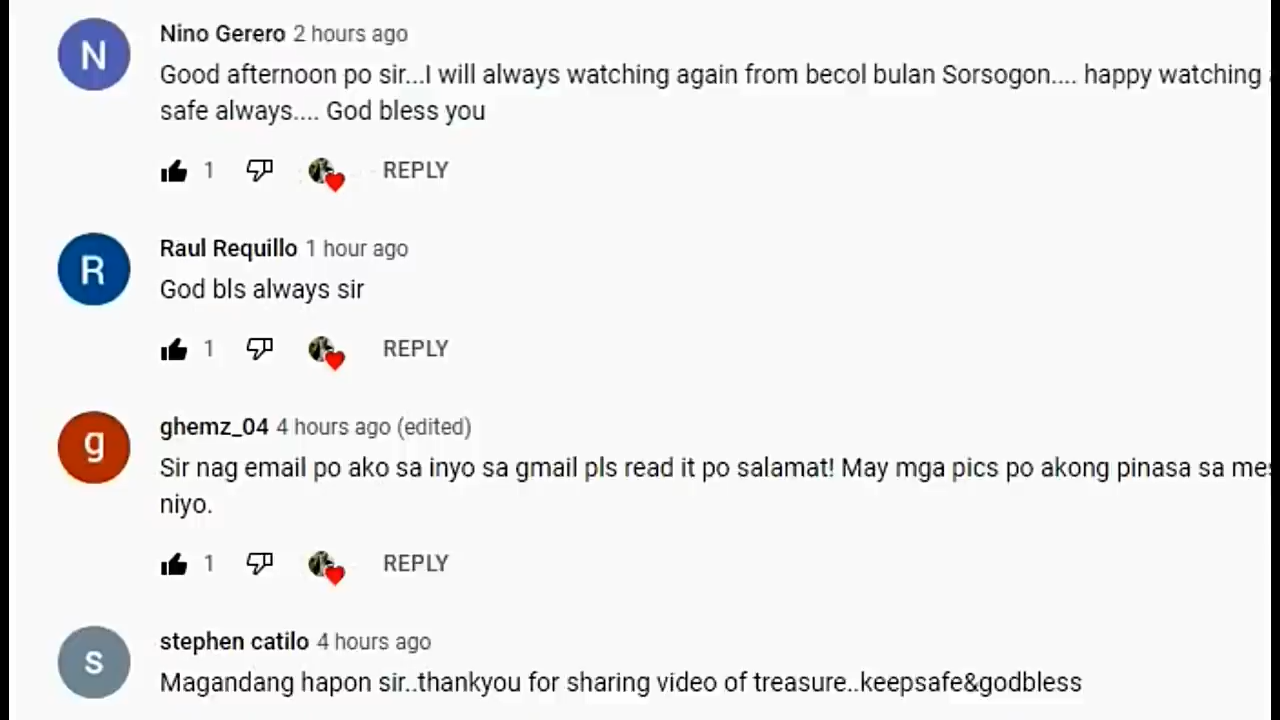 N
Nino Gerero 2 hours ago
Good afternoon po sir...I will always watching again from becol bulan Sorsogon.... happy watching
safe always.... God bless you
1 REPLY
R
Raul Requillo 1 hour ago
God bls always sir
1 REPLY
g
ghemz_04 4 hours ago (edited)
Sir nag email po ako sa inyo sa gmail pls read it po salamat! May mga pics po akong pinasa sa
niyo.
1 REPLY
s
stephen catilo 4 hours ago
Magandang hapon sir..thankyou for sharing video of treasure..keepsafe&godbless